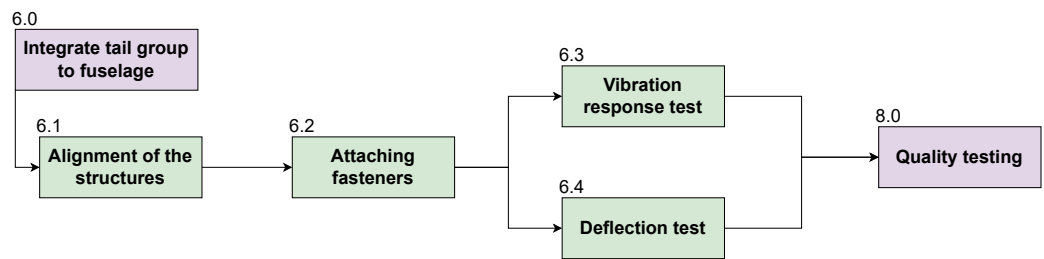 6.0
Integrate tail group
to fuselage
6.1
Alignment of the
structures
6.2
Attaching
fasteners
6.3
Vibration
response test
6.4
Deflection test
8.0
Quality testing